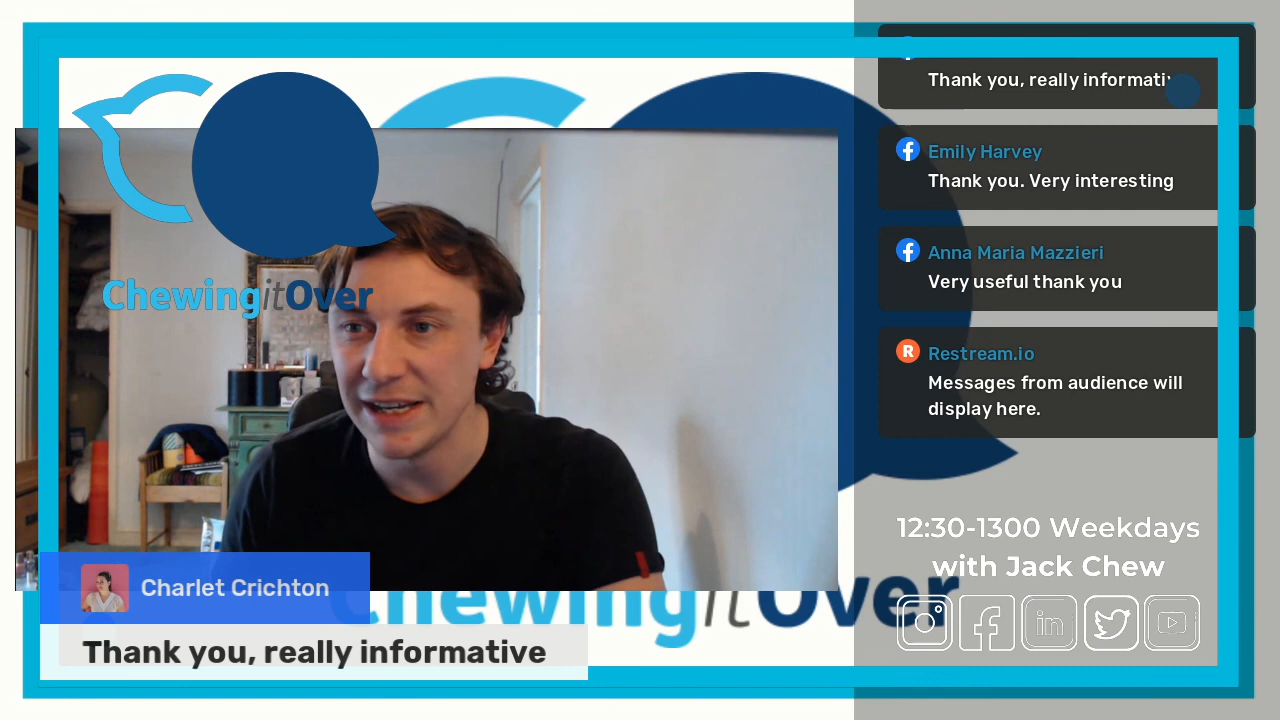 ChewingitOver
Charlet Crichton
Thank you, really informative
ChewingitOver
Thank you, really informati
Emily Harvey
Thank you. Very interesting
Anna Maria Mazzieri
Very useful thank you
R
Restream.io
Messages from audience will
display here.
12:30-1300 Weekdays
with Jack Chew
in